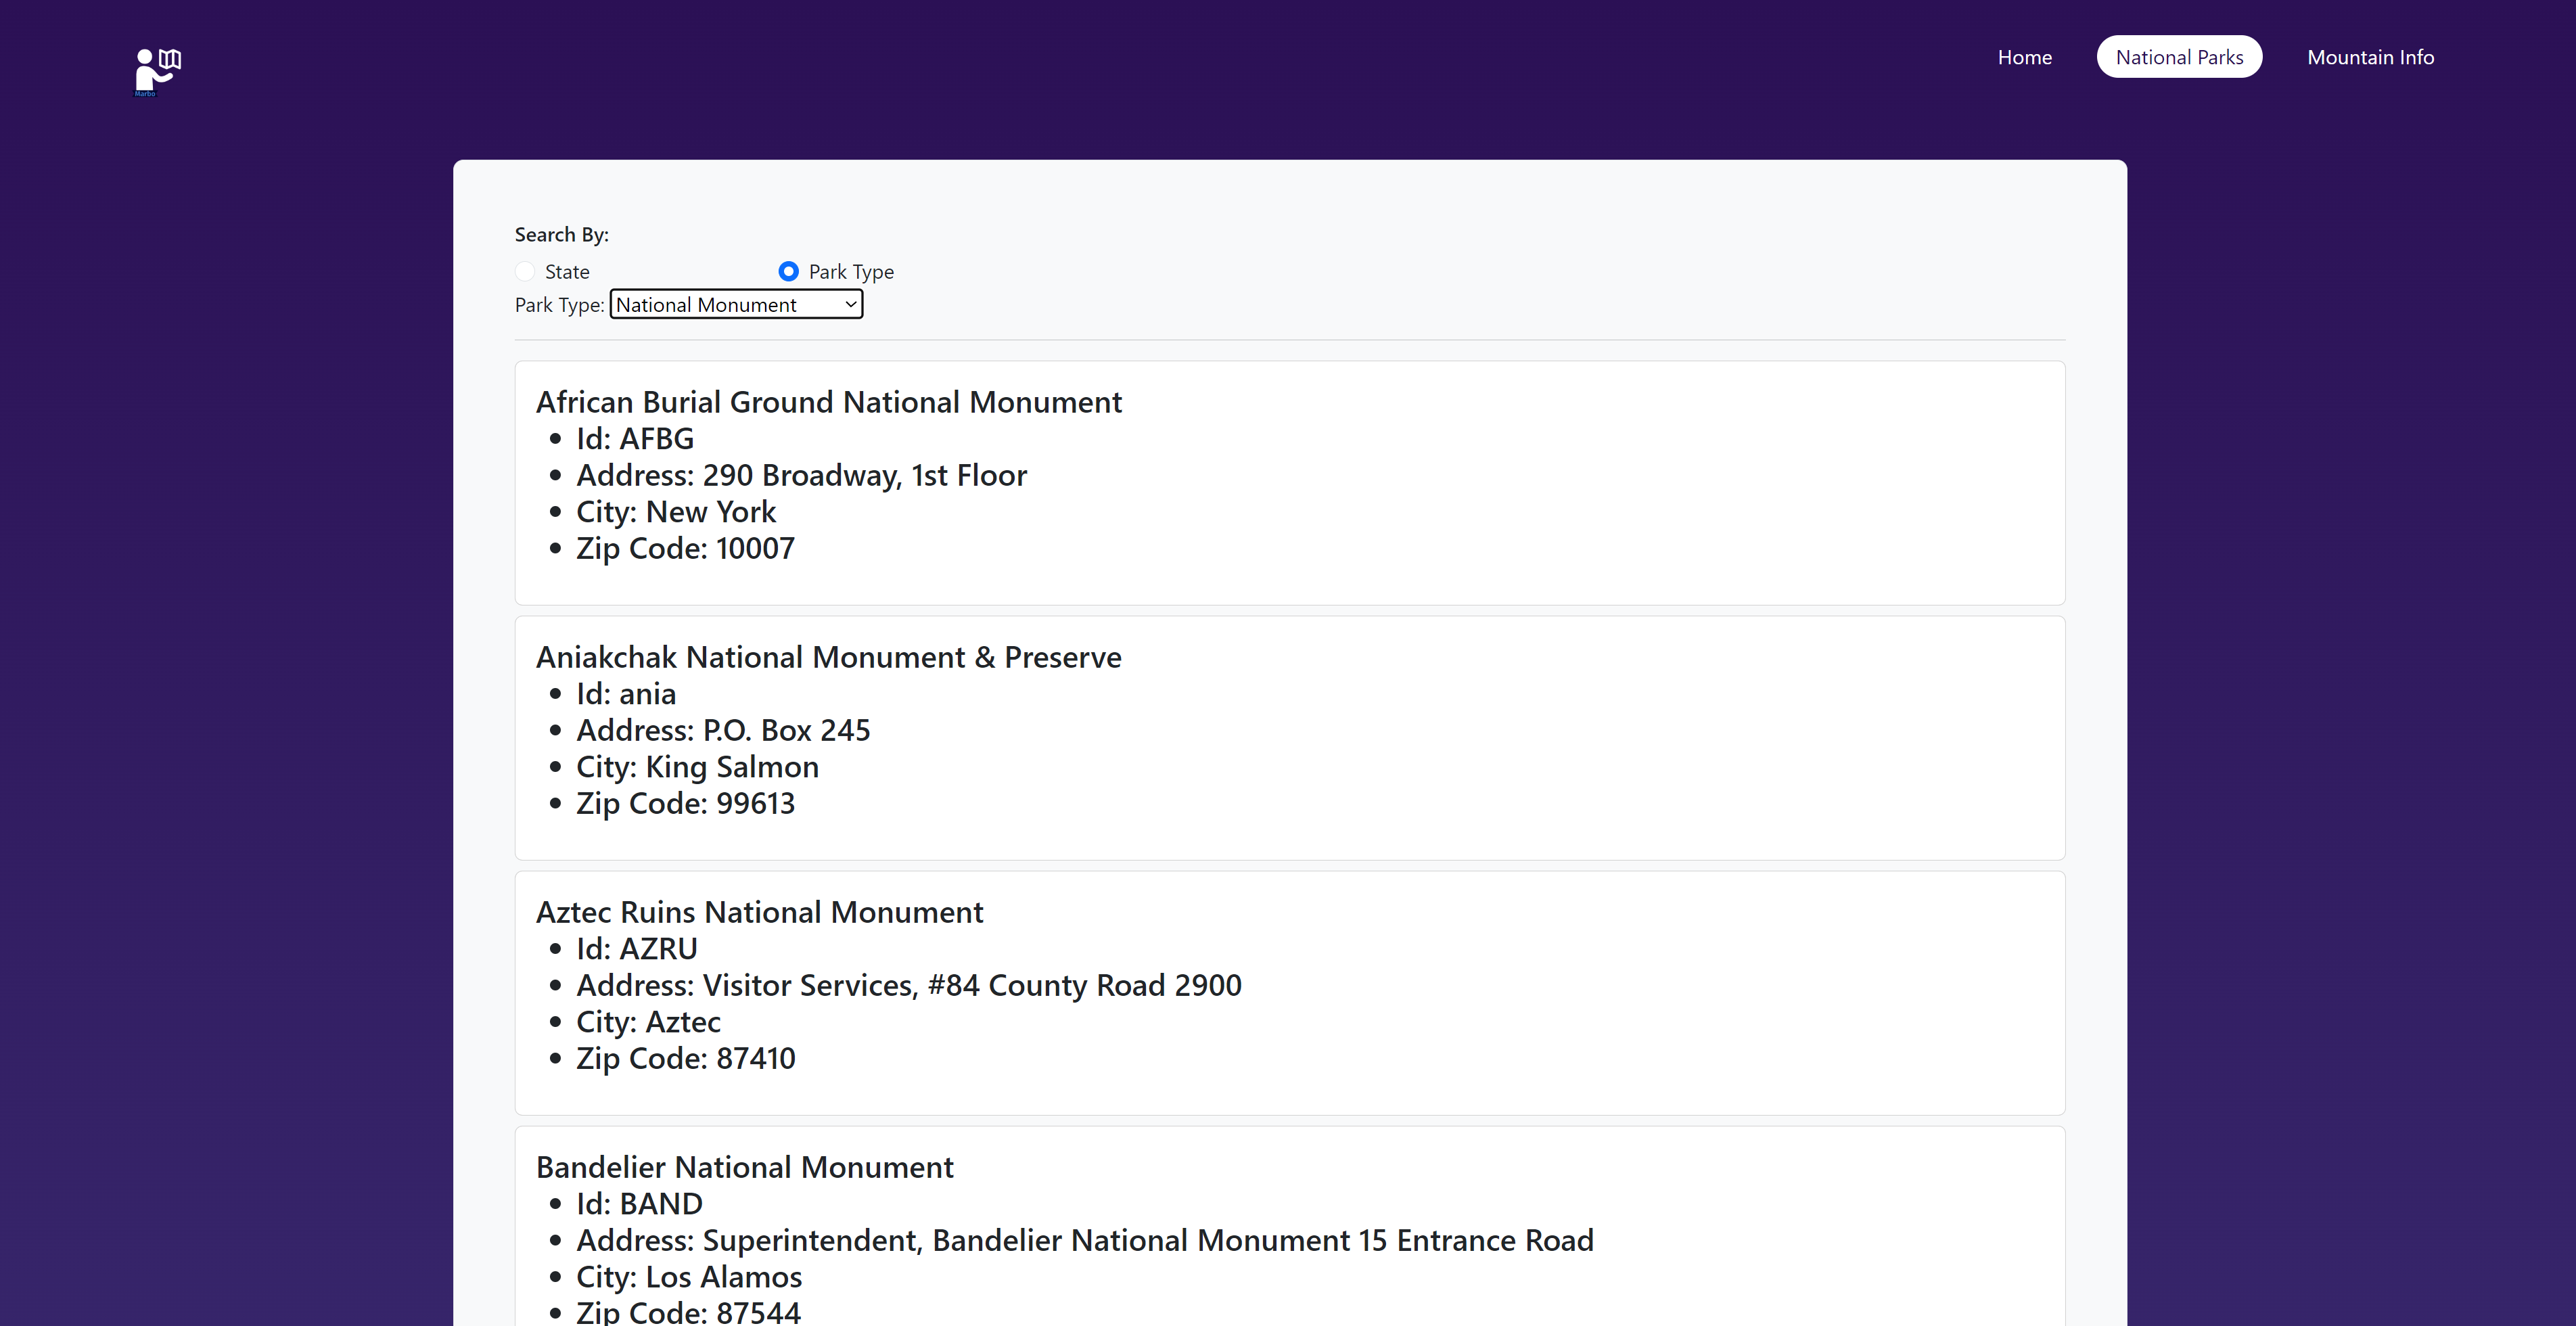 Marbo
Home
National Parks
Mountain Info
Search By:
State
Park Type
Park Type: National Monument
African Burial Ground National Monument
Id: AFBG
Address: 290 Broadway, 1st Floor
City: New York
Zip Code: 10007
Aniakchak National Monument & Preserve
Id: ania
Address: P.O. Box 245
City: King Salmon
Zip Code: 99613
Aztec Ruins National Monument
Id: AZRU
Address: Visitor Services, #84 County Road 2900
City: Aztec
Zip Code: 87410
Bandelier National Monument
Id: BAND
Address: Superintendent, Bandelier National Monument 15 Entrance Road
City: Los Alamos
Zip Code: 87544